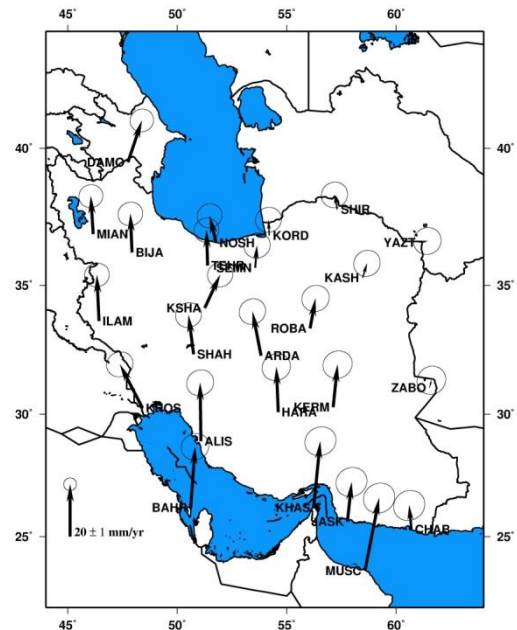 45° 50° 55° 60°
DAMO
40° 40°
SHIR
MIAN
NOSH KORD
BIJA
YAZT
TEHR
SEMN
KASH
35° 35°
KSHA
ILAM
ROBA
SHAH
ARDA
ZABO
KROS
HARA
KERM
30° 30°
ALIS
BAHR
KHAS
JASK
CHAB
20 ± 1 mm/yr
25° 25°
MUSC
45° 50° 55° 60°